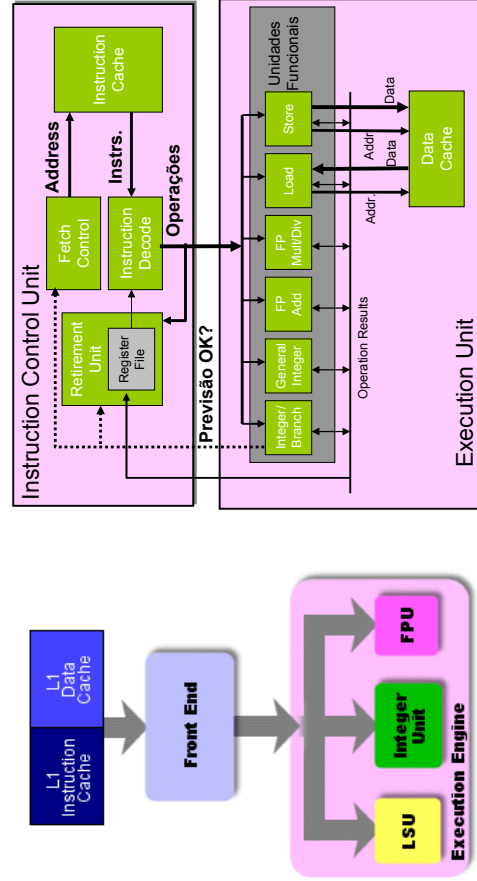 L1
Instruction
Cache
L1
Data
Cache
Front End
LSU
Integer
Unit
FPU
Execution Engine
Instruction Control Unit
Retirement
Unit
Register
File
Fetch
Control
Address
Instruction
Cache
Instrs.
Instruction
Decode
Operações
Previsão OK?
Unidades
Funcionais
Integer/
Branch
General
Integer
FP
Add
FP
Mult/Div
Load
Store
Operation Results
Addr.
Data
Addr
Data
Data
Cache
Execution Unit